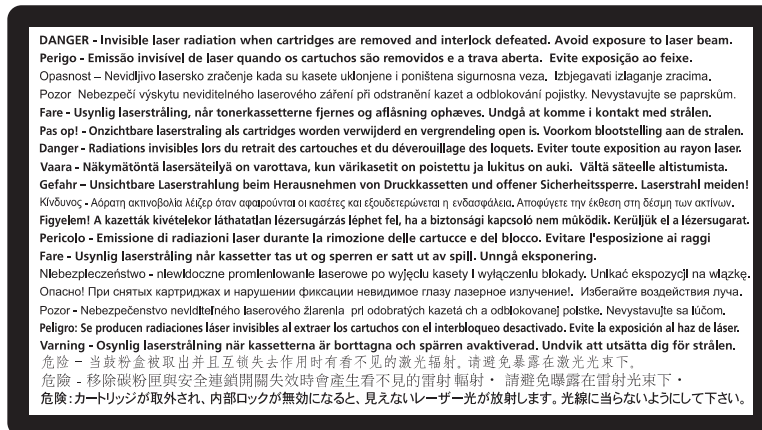 DANGER - Invisible laser radiation when cartridges are removed and interlock defeated. Avoid exposure to laser beam.
Perigo - Emissão invisível de laser quando os cartuchos são removidos e a trava aberta. Evite exposição ao feixe.
Opasnost – Nevidljivo lasersko zračenje kada su kasete uklonjene i poništena sigurnosna veza. Izbjegavati izlaganje zracima.
Pozor Nebezpečí výskytu neviditelného laserového záření při odstranění kazet a odblokování pojistky. Nevystavujte se paprskům.
Fare - Usynlig laserstråling, når tonerkassetterne fjernes og aflåsning ophæves. Undgå at komme i kontakt med strålen.
Pas op! - Onzichtbare laserstraling als cartridges worden verwijderd en vergrendeling open is. Voorkom blootstelling aan de stralen.
Danger - Radiations invisibles lors du retrait des cartouches et du déverouillage des loquets. Eviter toute exposition au rayon laser.
Vaara - Näkymätöntä lasersäteilyä on varottava, kun värikasetit on poistettu ja lukitus on auki. Vältä säteelle altistumista.
Gefahr – Unsichtbare Laserstrahlung beim Herausnehmen von Druckkassetten und offener Sicherheitssperre. Laserstrahl meiden!
Κίνδυνος - Αόρατη ακτινοβολία λέιζερ όταν αφαιρούνται οι κασέτες και εξουδετερώνεται η ενδασφάλεια. Αποφύγετε την έκθεση στη δέσμη των ακτίνων.
Figyelem! A kazetták kivételekor láthatatlan lézersugárzás léphet fel, ha a biztonsági kapcsoló nem működik. Kerüljük el a lézersugarat.
Pericolo - Emissione di radiazioni laser durante la rimozione delle cartucce e del blocco. Evitare l'esposizione ai raggi
Fare - Usynlig laserstråling når kassetter tas ut og sperren er satt ut av spill. Unngå eksponering.
Niebezpieczeństwo - niewidoczne promieniowanie laserowe po wyjęciu kasety i wyłączeniu blokady. Unikać ekspozycji na wiązkę.
Опасно! При снятых картриджах и нарушении фиксации невидимое глазу лазерное излучение!. Избегайте воздействия луча.
Pozor - Nebezpečenstvo neviditeľného laserového žiarenia pri odobratých kazetá ch a odblokovanej poistke. Nevystavujte sa lúčom.
Peligro: Se producen radiaciones láser invisibles al extraer los cartuchos con el interbloqueo desactivado. Evite la exposición al haz de láser.
Varning - Osynlig laserstrålning när kassetterna är borttagna och spärren avaktiverad. Undvik att utsätta dig för strålen.
危险 - 当鼓粉盒被取出并且互锁失去作用时有看不见的激光辐射, 请避免暴露在激光光束下.
危險 - 移除碳粉匣與安全連鎖開關失效時會產生看不見的雷射 輻射・ 請避免曝露在雷射光束下・
危険:カートリッジが取外され、内部ロックが無効になると、見えないレーザー光が放射します。光線に当らないようにして下さい。